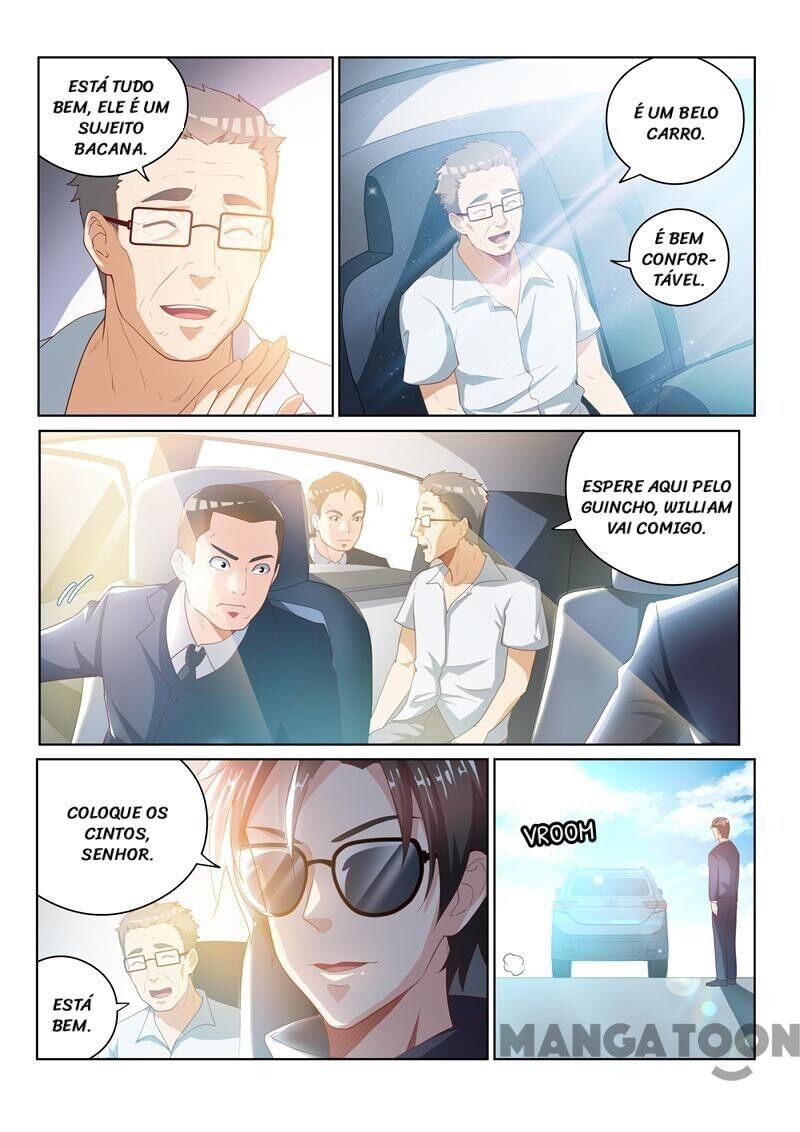 ESTÁ TUDO
BEM, ELE É UM
SUJEITO
BACANA.
É UM BELO
CARRO.
É BEM
CONFOR-
TÁVEL.
ESPERE AQUI PELO
GUINCHO, WILLIAM
VAI COMIGO.
COLOQUE OS
CINTOS,
SENHOR.
ESTÁ
BEM.
VROOM
MANGATOON